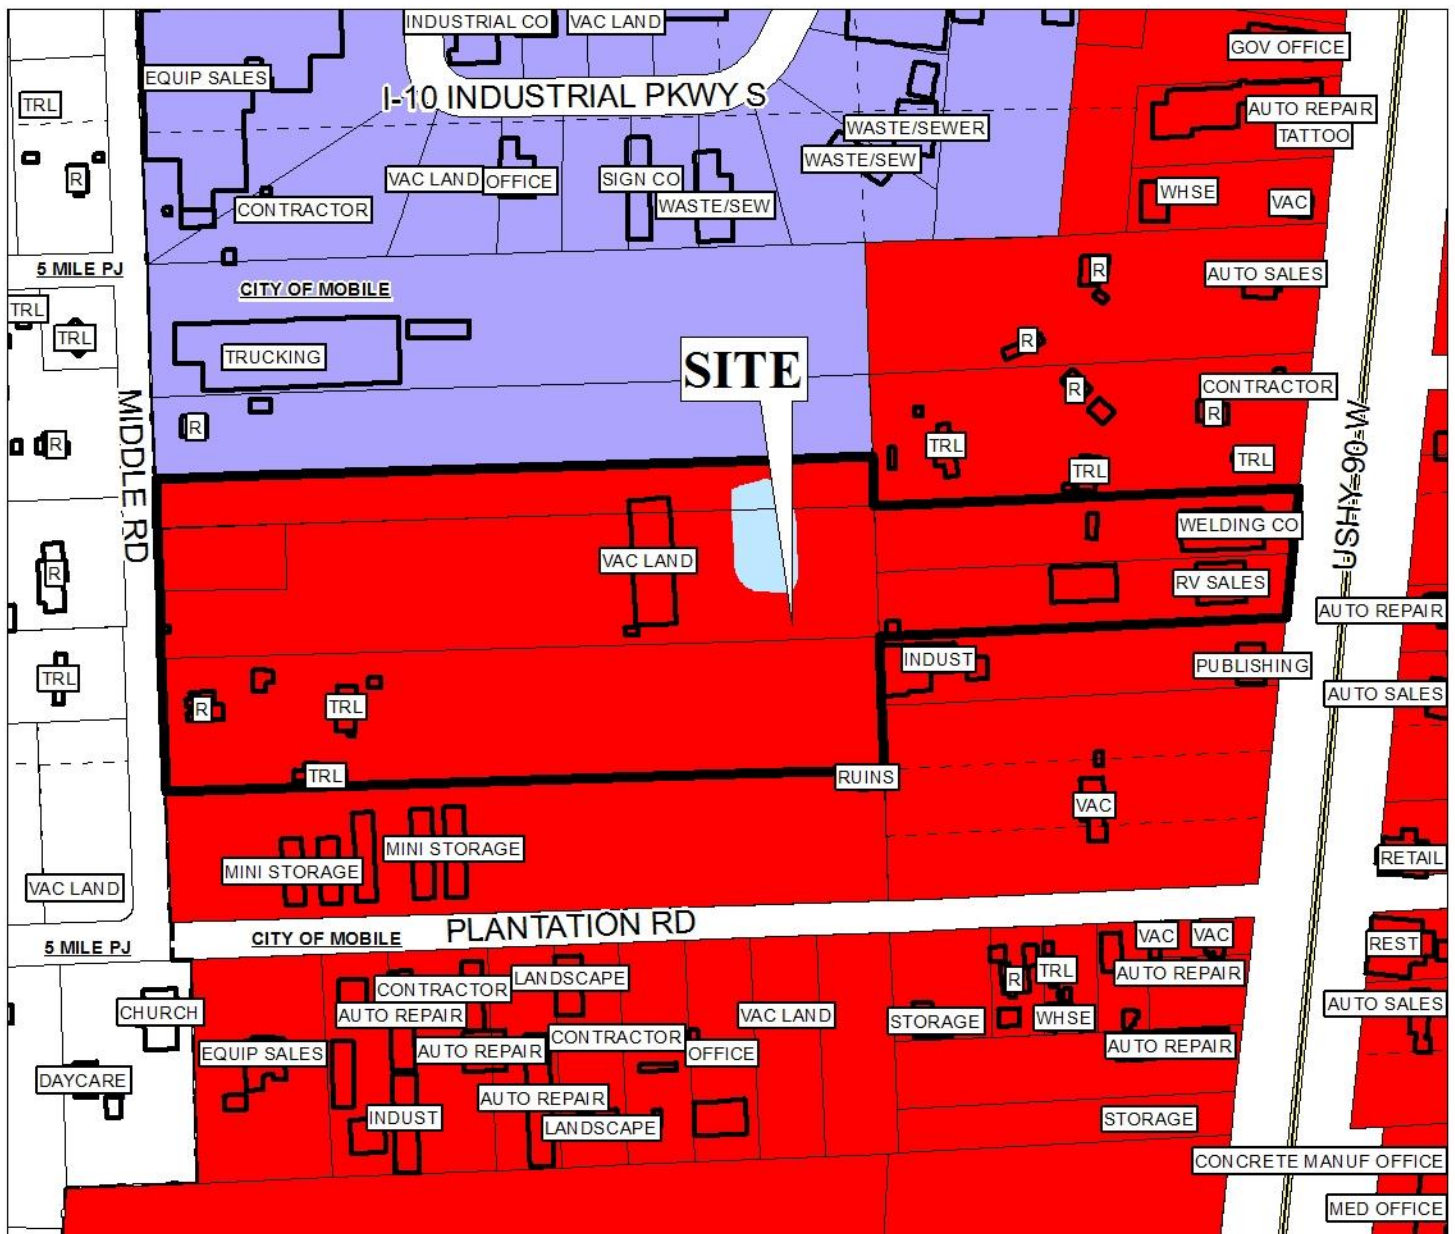 INDUSTRIAL CO
VAC LAND
GOV OFFICE
EQUIP SALES
I-10 INDUSTRIAL PKWY S
TRL
AUTO REPAIR
TATTOO
WASTE/SEWER
WASTE/SEW
R
VAC LAND
OFFICE
SIGN CO
WASTE/SEW
CONTRACTOR
WHSE
VAC
5 MILE PJ
CITY OF MOBILE
R
AUTO SALES
TRL
TRL
TRUCKING
R
SITE
R
CONTRACTOR
R
R
R
MIDDLE RD
TRL
TRL
TRL
USHY-90-W
WELDING CO
VAC LAND
R
RV SALES
AUTO REPAIR
INDUST
PUBLISHING
TRL
AUTO SALES
R
TRL
TRL
RUINS
VAC
MINI STORAGE
MINI STORAGE
RETAIL
VAC LAND
PLANTATION RD
5 MILE PJ
CITY OF MOBILE
VAC
VAC
REST
CONTRACTOR
LANDSCAPE
R
TRL
AUTO REPAIR
AUTO SALES
CHURCH
AUTO REPAIR
VAC LAND
STORAGE
WHSE
EQUIP SALES
AUTO REPAIR
CONTRACTOR
OFFICE
AUTO REPAIR
DAYCARE
AUTO REPAIR
INDUST
LANDSCAPE
STORAGE
CONCRETE MANUF OFFICE
MED OFFICE